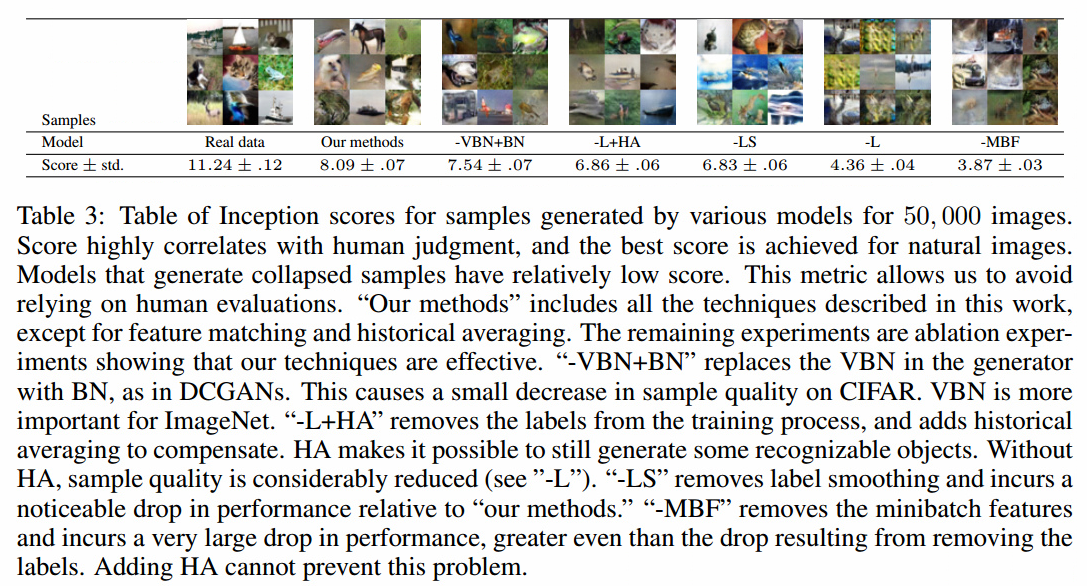 Samples
Model Real data Our methods -VBN+BN -L+HA -LS -L -MBF
Score ± std. 11.24 ± .12 8.09 ± .07 7.54 ± .07 6.86 ± .06 6.83 ± .06 4.36 ± .04 3.87 ± .03
Table 3: Table of Inception scores for samples generated by various models for 50,000 images.
Score highly correlates with human judgment, and the best score is achieved for natural images.
Models that generate collapsed samples have relatively low score. This metric allows us to avoid
relying on human evaluations. “Our methods” includes all the techniques described in this work,
except for feature matching and historical averaging. The remaining experiments are ablation exper-
iments showing that our techniques are effective. “-VBN+BN” replaces the VBN in the generator
with BN, as in DCGANs. This causes a small decrease in sample quality on CIFAR. VBN is more
important for ImageNet. “-L+HA” removes the labels from the training process, and adds historical
averaging to compensate. HA makes it possible to still generate some recognizable objects. Without
HA, sample quality is considerably reduced (see ”-L”). “-LS” removes label smoothing and incurs a
noticeable drop in performance relative to “our methods.” “-MBF” removes the minibatch features
and incurs a very large drop in performance, greater even than the drop resulting from removing the
labels. Adding HA cannot prevent this problem.